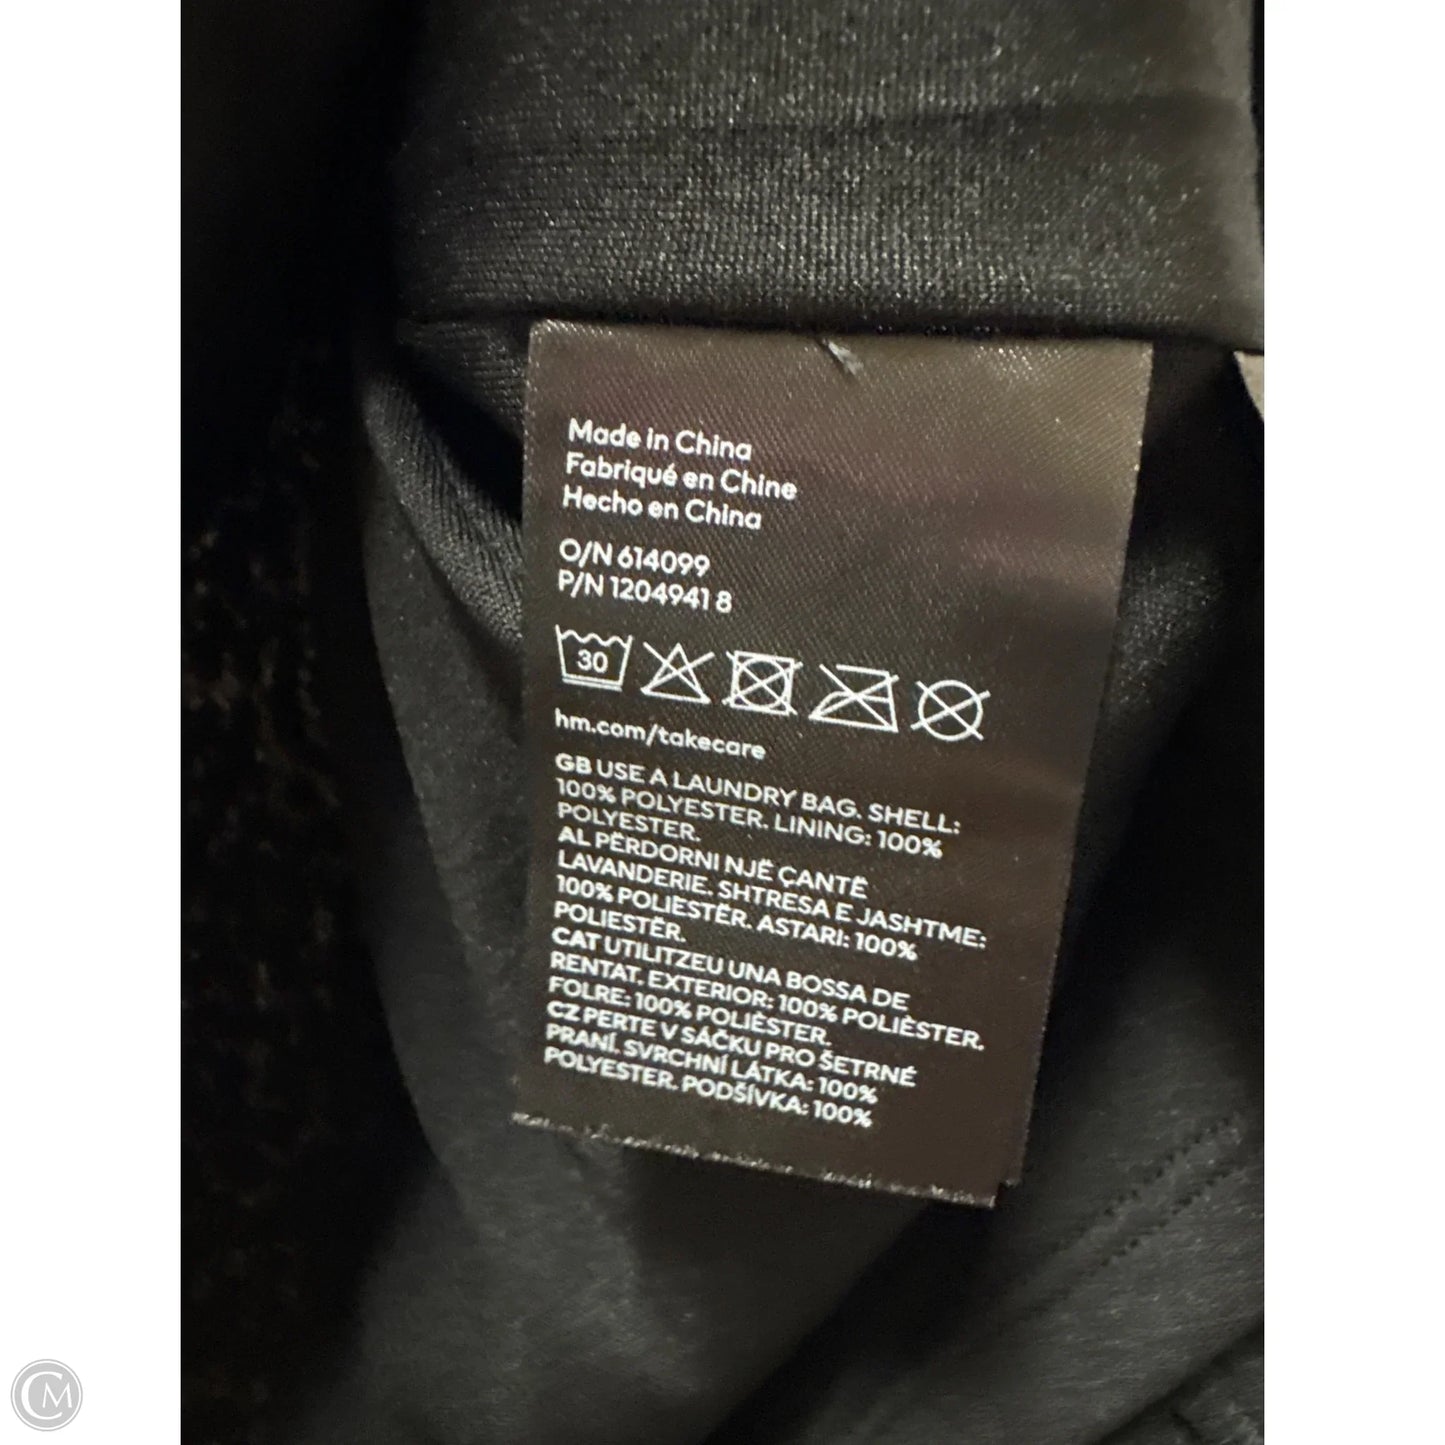 Made in China
Fabriqué en Chine
Hecho en China
O/N 614099
P/N 1204941 8
30
hm.com/takecare
GB USE A LAUNDRY BAG. SHELL:
100% POLYESTER. LINING: 100%
POLYESTER.
AL PËRDORNI NJË ÇANTË
LAVANDERIE. SHTRESA E JASHTME:
100% POLIESTËR. ASTARI: 100%
POLIESTËR.
CAT UTILITZEU UNA BOSSA DE
RENTAT. EXTERIOR: 100% POLIÈSTER.
FOLRE: 100% POLIÈSTER.
CZ PERTE V SÁČKU PRO ŠETRNÉ
PRANÍ. SVRCHNÍ LÁTKA: 100%
POLYESTER. PODŠÍVKA: 100%
CM